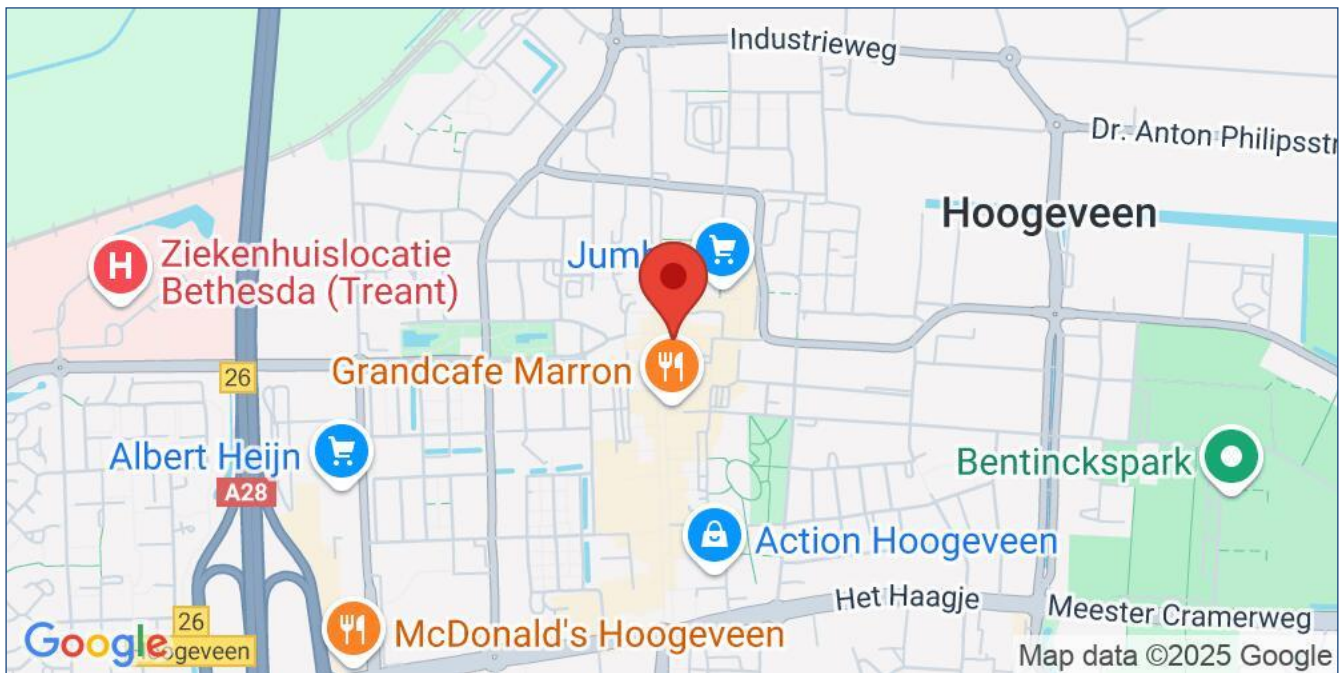 Industrieweg
Dr. Anton Philipsstr
Hoogeveen
Ziekenhuislocatie
Bethesda (Treant)
H
Jumb
Grandcafe Marron
26
Albert Heijn
A28
Bentinckspark
Action Hoogeveen
Het Haagje
Meester Cramerweg
McDonald's Hoogeveen
26
oogeveen
Google
Map data ©2025 Google